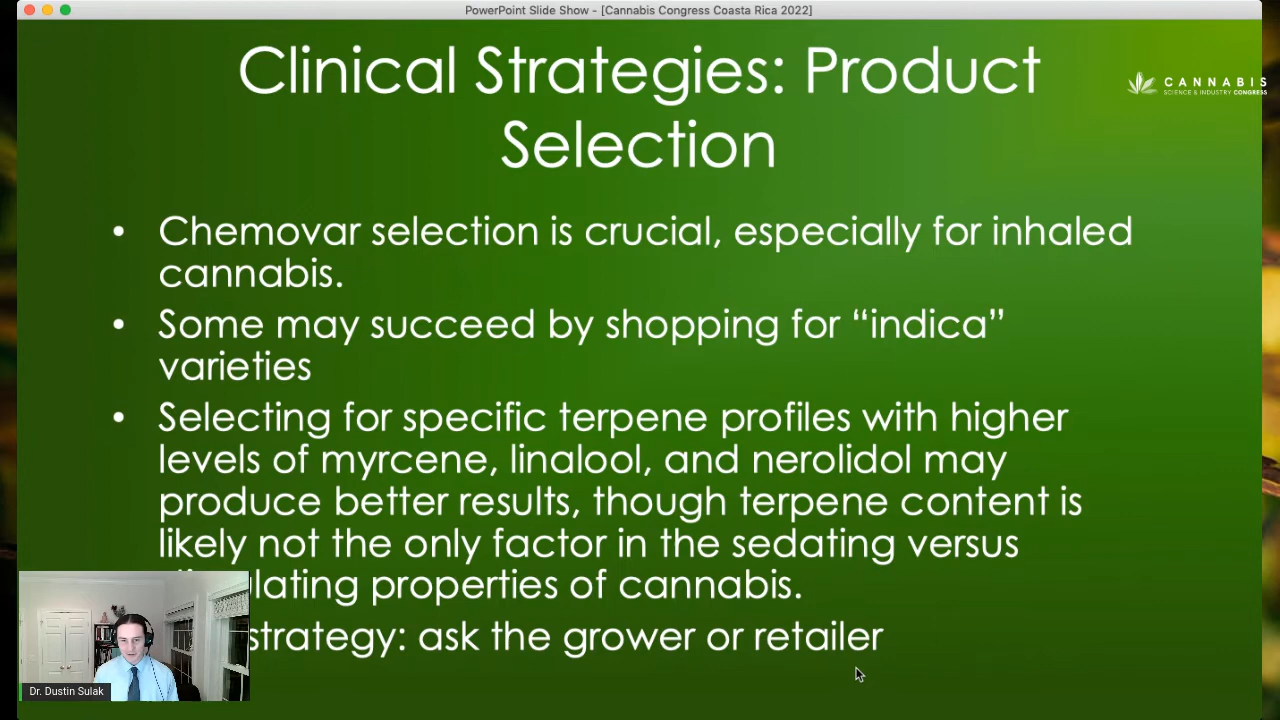 PowerPoint Slide Show - [Cannabis Congress Coasta Rica 2022]
Clinical Strategies: Product
Selection
CANNABIS
SCIENCE & INDUSTRY CONGRESS
• Chemovar selection is crucial, especially for inhaled
cannabis.
• Some may succeed by shopping for “indica”
varieties
• Selecting for specific terpene profiles with higher
levels of myrcene, linalool, and nerolidol may
produce better results, though terpene content is
likely not the only factor in the sedating versus
properties of cannabis.
strategy: ask the grower or retailer
Dr. Dustin Sulak